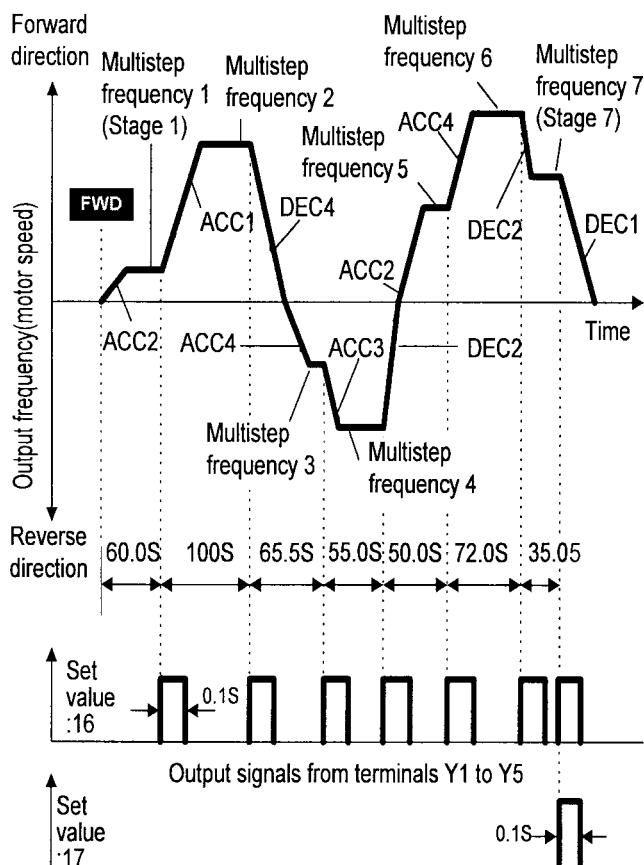 Forward
direction
Multistep
frequency 1
(Stage 1)
Multistep
frequency 2
Multistep
frequency 6
Multistep
frequency 7
(Stage 7)
Multistep
frequency 5
FWD
ACC1
DEC4
ACC4
DEC2
DEC1
ACC2
Time
ACC2
ACC4
ACC3
DEC2
Multistep
frequency 3
Multistep
frequency 4
Output frequency(motor speed)
Reverse
direction
60.0S
100S
65.5S
55.0S
50.0S
72.0S
35.05
Set
value
:16
0.1S
Output signals from terminals Y1 to Y5
Set
value
:17
0.1S